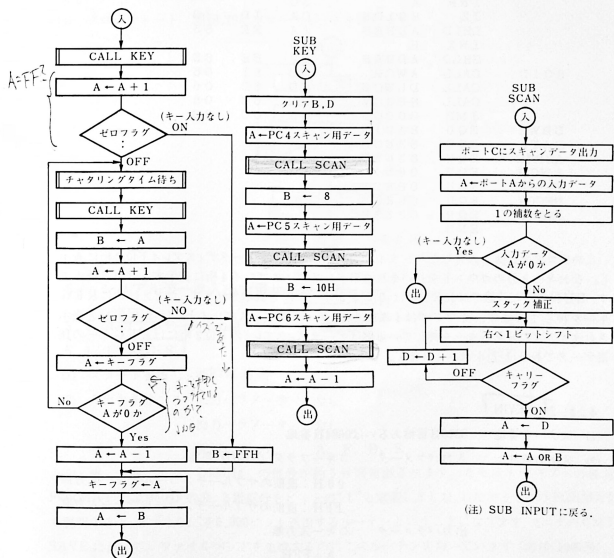 入
CALL KEY
A ← A + 1
(キー入力なし)
ゼロフラグ
:
ON
OFF
チャタリングタイム待ち
CALL KEY
B ← A
A ← A + 1
(キー入力なし)
ゼロフラグ
:
NO
OFF
A ← キーフラグ
No
キーフラグ
Aが0か
Yes
A ← A − 1
B ← FFH
キーフラグ ← A
A ← B
出
A=FF?
SUB
KEY
入
クリアB, D
A←PC4スキャン用データ
CALL SCAN
B ← 8
A←PC5スキャン用データ
CALL SCAN
B ← 10H
A←PC6スキャン用データ
CALL SCAN
A ← A − 1
出
SUB
SCAN
入
ポートCにスキャンデータ出力
A←ポートAからの入力データ
1の補数をとる
(キー入力なし)
Yes
入力データ
Aが0か
出
No
スタック補正
右へ1ビットシフト
D ← D + 1
OFF
キャリー
フラグ
ON
A ← D
A ← A OR B
出
(注) SUB INPUTに戻る.